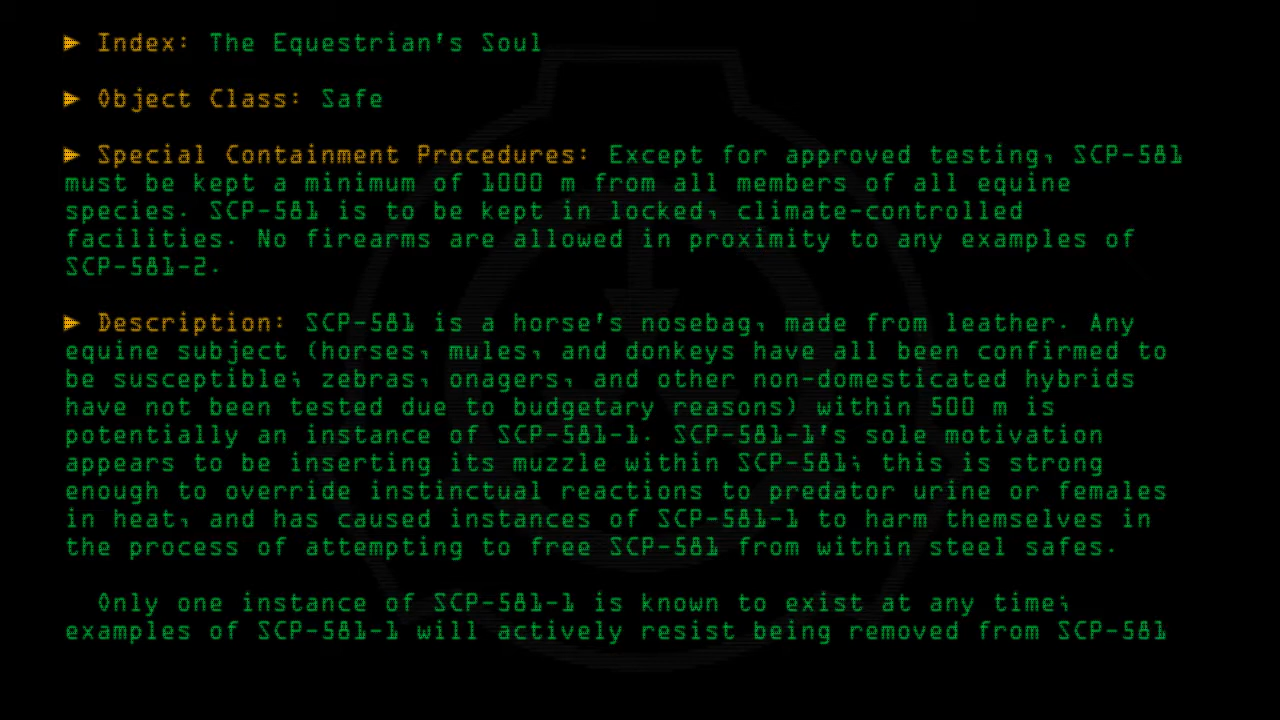 ► Index: The Equestrian's Soul
► Object Class: Safe
► Special Containment Procedures: Except for approved testing, SCP-581
must be kept a minimum of 1000 m from all members of all equine
species. SCP-581 is to be kept in locked, climate-controlled
facilities. No firearms are allowed in proximity to any examples of
SCP-581-2.
► Description: SCP-581 is a horse's nosebag, made from leather. Any
equine subject (horses, mules, and donkeys have all been confirmed to
be susceptible; zebras, onagers, and other non-domesticated hybrids
have not been tested due to budgetary reasons) within 500 m is
potentially an instance of SCP-581-1. SCP-581-1's sole motivation
appears to be inserting its muzzle within SCP-581; this is strong
enough to override instinctual reactions to predator urine or females
in heat, and has caused instances of SCP-581-1 to harm themselves in
the process of attempting to free SCP-581 from within steel safes.
Only one instance of SCP-581-1 is known to exist at any time;
examples of SCP-581-1 will actively resist being removed from SCP-581